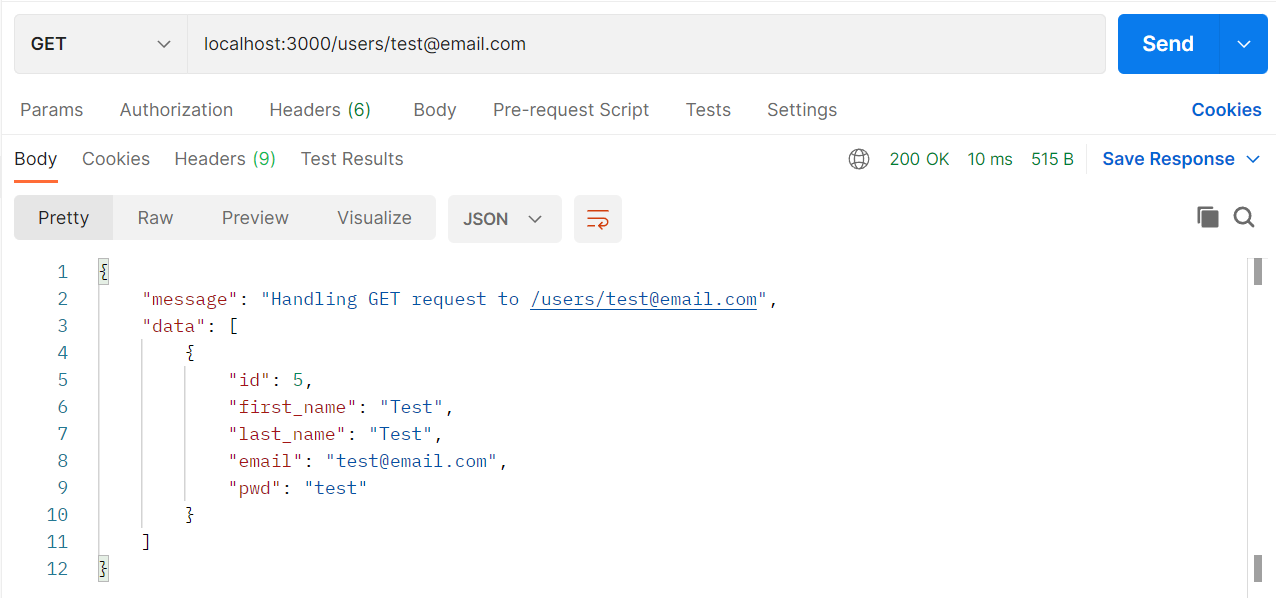 GET localhost:3000/users/test@email.com Send
Params Authorization Headers (6) Body Pre-request Script Tests Settings Cookies
Body Cookies Headers (9) Test Results 200 OK 10 ms 515 B Save Response
Pretty Raw Preview Visualize JSON
1 {
2 "message": "Handling GET request to /users/test@email.com",
3 "data": [
4 {
5 "id": 5,
6 "first_name": "Test",
7 "last_name": "Test",
8 "email": "test@email.com",
9 "pwd": "test"
10 }
11 ]
12 }